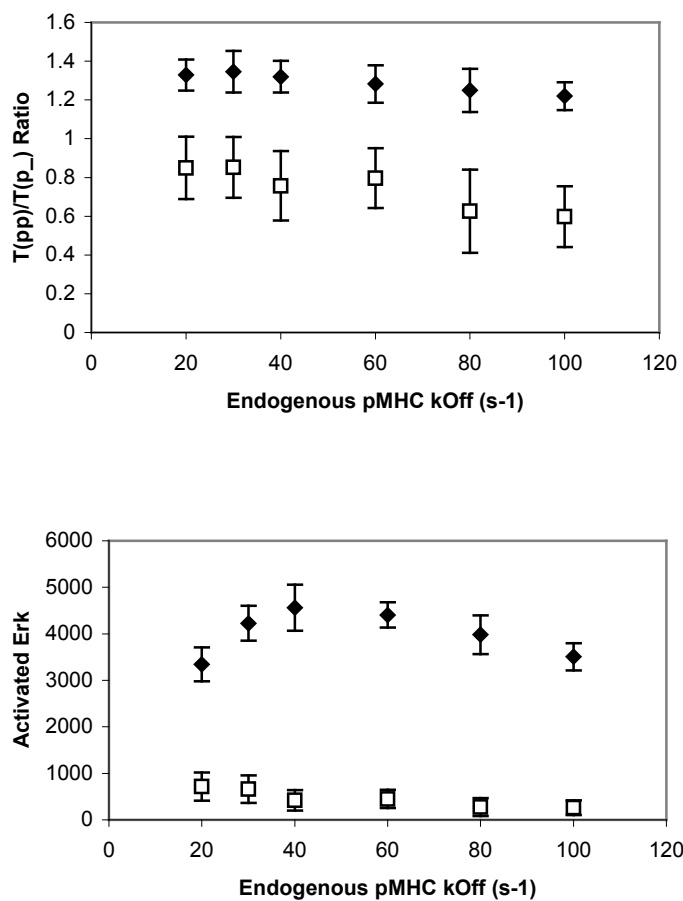 1.6
1.4
1.2
1
0.8
0.6
0.4
0.2
0
T(pp)/T(p_) Ratio
0 20 40 60 80 100 120
Endogenous pMHC kOff (s-1)
6000
5000
4000
3000
2000
1000
0
Activated Erk
0 20 40 60 80 100 120
Endogenous pMHC kOff (s-1)